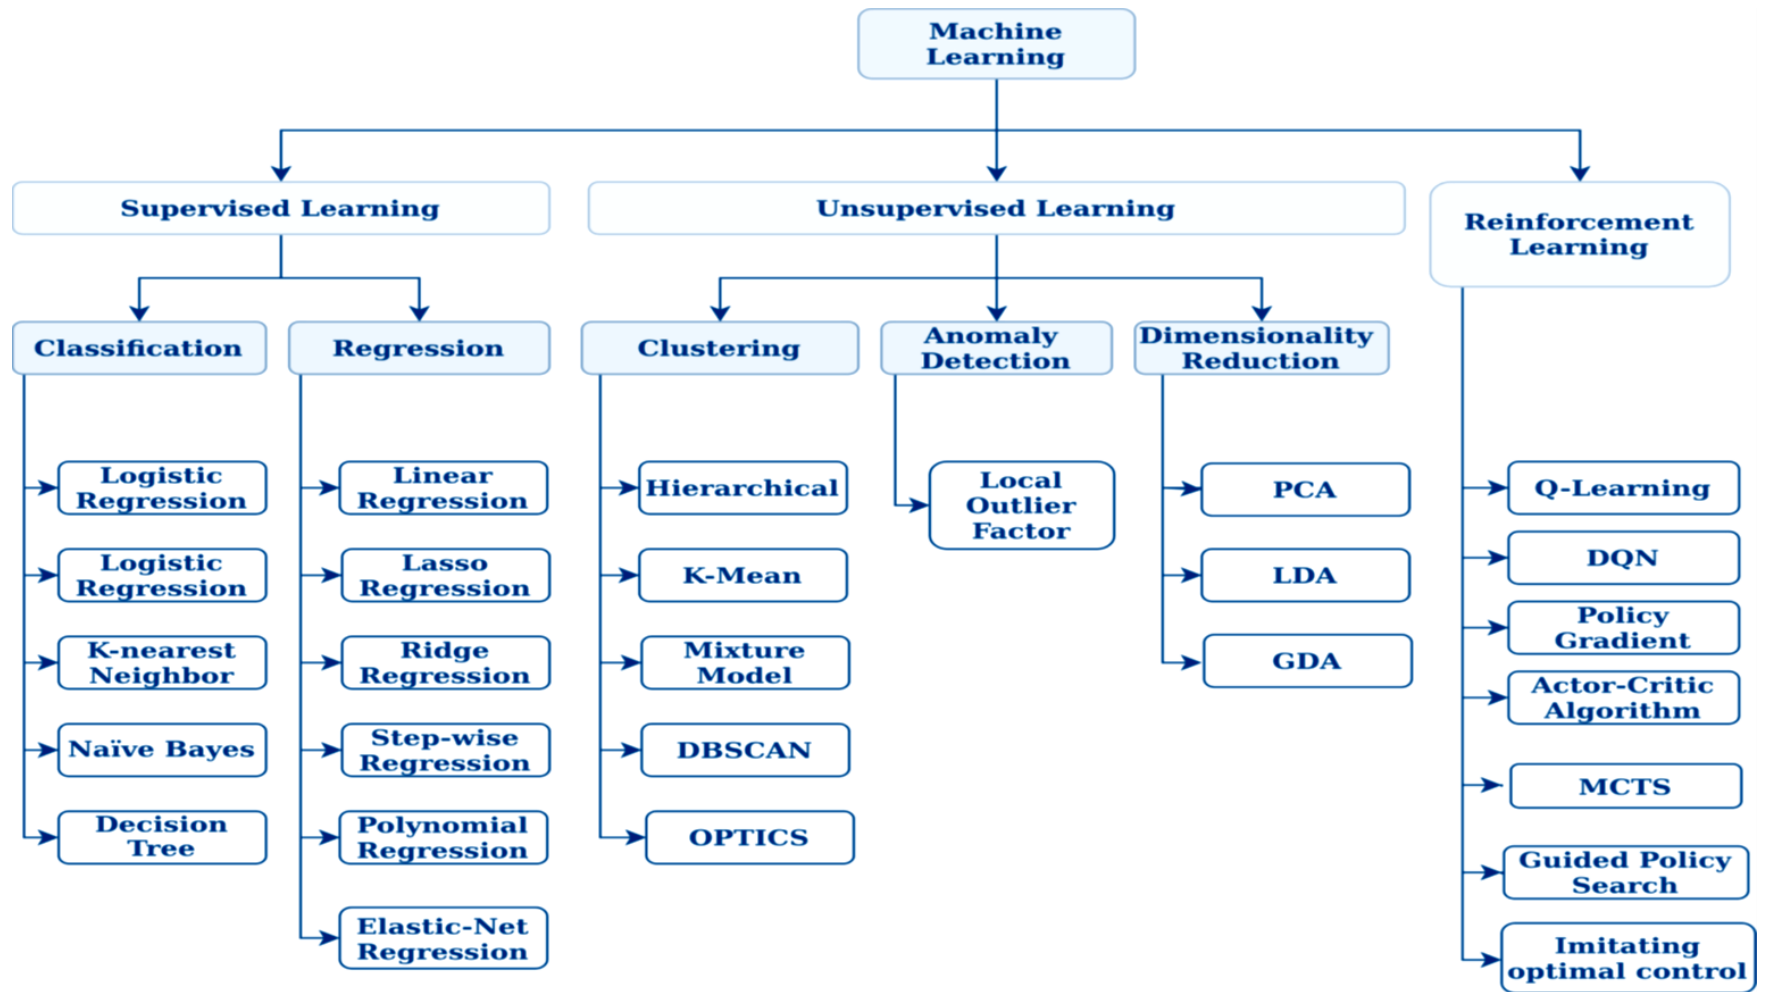 Machine
Learning
Supervised Learning
Unsupervised Learning
Reinforcement
Learning
Classification
Regression
Clustering
Anomaly
Detection
Dimensionality
Reduction
Logistic
Regression
Logistic
Regression
K-nearest
Neighbor
Naïve Bayes
Decision
Tree
Linear
Regression
Lasso
Regression
Ridge
Regression
Step-wise
Regression
Polynomial
Regression
Elastic-Net
Regression
Hierarchical
K-Mean
Mixture
Model
DBSCAN
OPTICS
Local
Outlier
Factor
PCA
LDA
GDA
Q-Learning
DQN
Policy
Gradient
Actor-Critic
Algorithm
MCTS
Guided Policy
Search
Imitating
optimal control